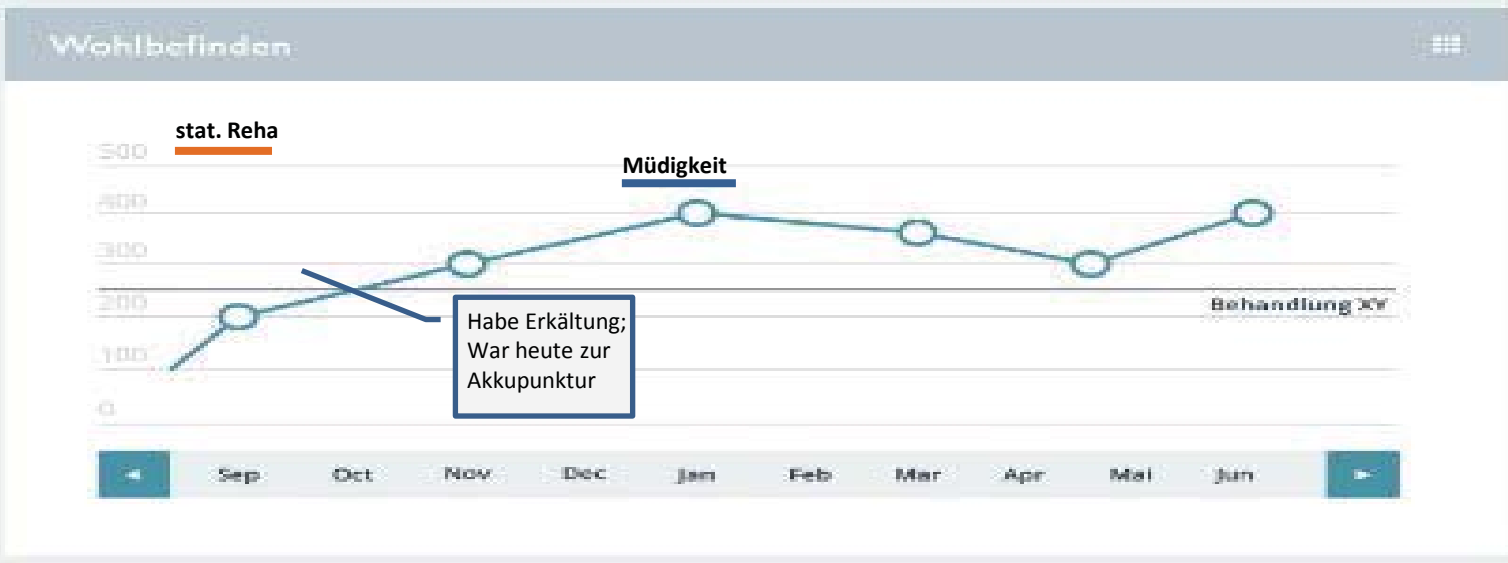 Wohlbefinden
stat. Reha
500
Müdigkeit
400
300
200
Behandlung XY
Habe Erkältung;
War heute zur
Akkupunktur
100
0
Sep Oct Nov Dec Jan Feb Mar Apr Mai Jun